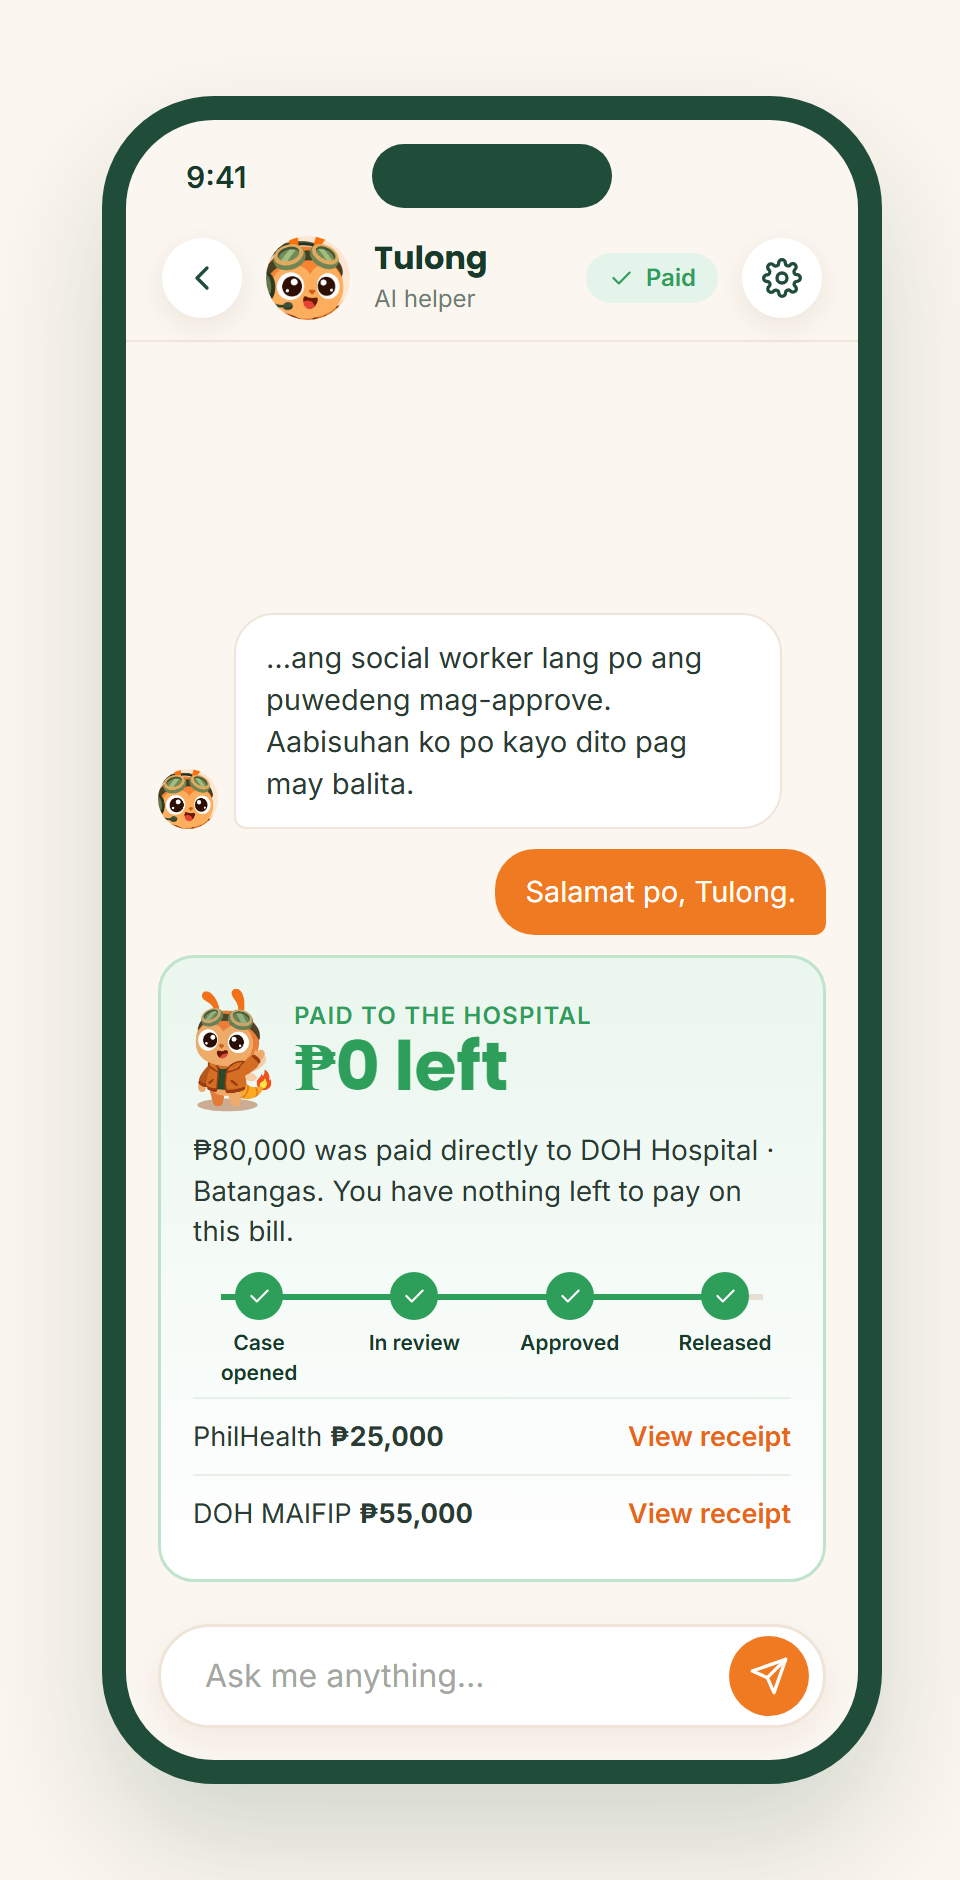 9:41
Tulong
AI helper
Paid
...ang social worker lang po ang
puwedeng mag-approve.
Aabisuhan ko po kayo dito pag
may balita.
Salamat po, Tulong.
PAID TO THE HOSPITAL
₱0 left
₱80,000 was paid directly to DOH Hospital ·
Batangas. You have nothing left to pay on
this bill.
Case
opened
In review
Approved
Released
PhilHealth ₱25,000
View receipt
DOH MAIFIP ₱55,000
View receipt
Ask me anything...